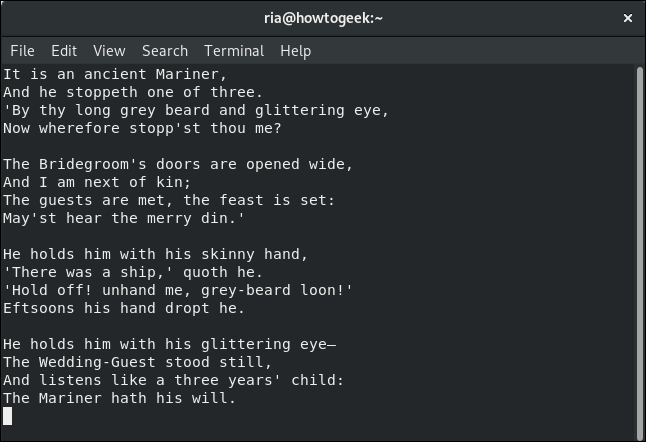 ria@howtogeek:~
File Edit View Search Terminal Help
It is an ancient Mariner,
And he stoppeth one of three.
'By thy long grey beard and glittering eye,
Now wherefore stopp'st thou me?

The Bridegroom's doors are opened wide,
And I am next of kin;
The guests are met, the feast is set:
May'st hear the merry din.'

He holds him with his skinny hand,
'There was a ship,' quoth he.
'Hold off! unhand me, grey-beard loon!'
Eftsoons his hand dropt he.

He holds him with his glittering eye—
The Wedding-Guest stood still,
And listens like a three years' child:
The Mariner hath his will.